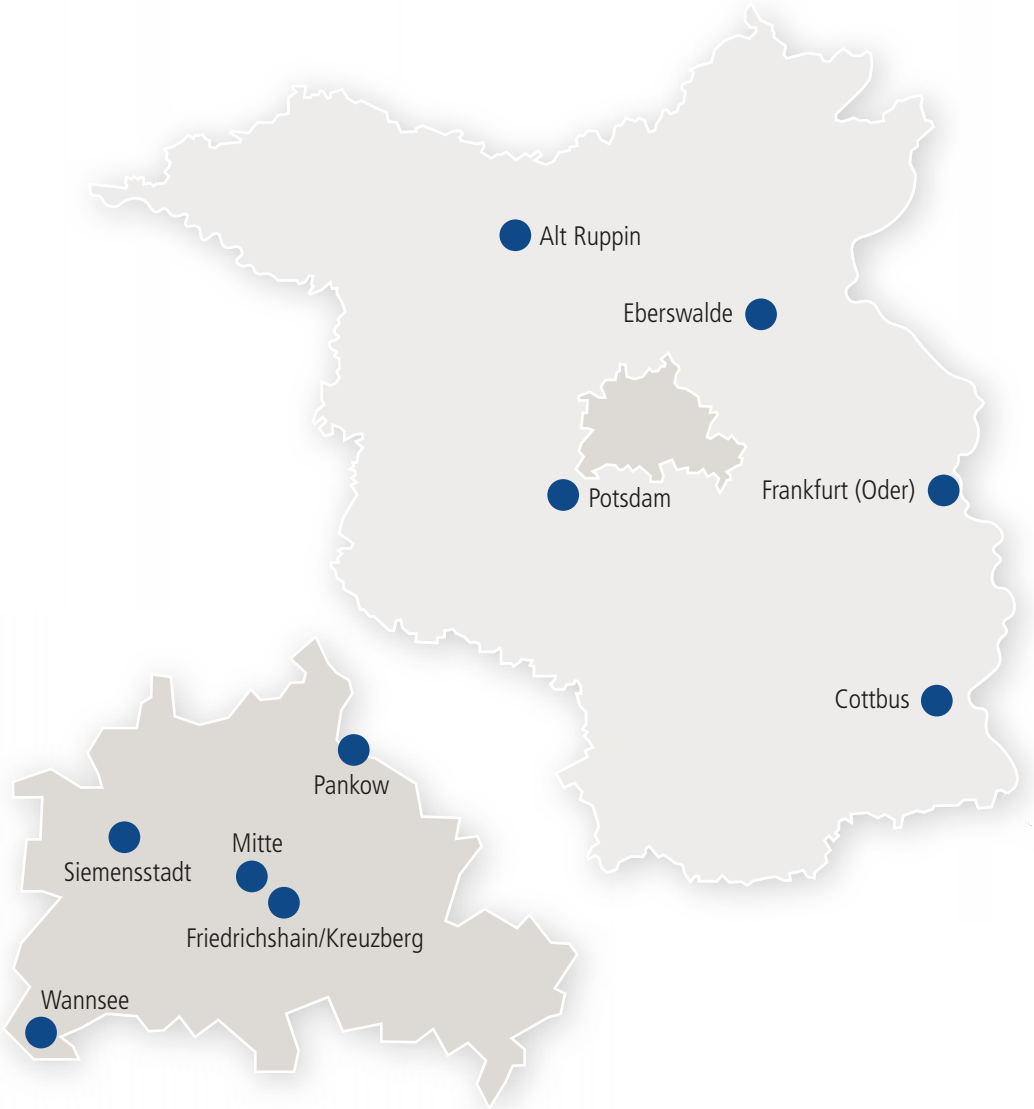 Alt Ruppin
Eberswalde
Potsdam
Frankfurt (Oder)
Cottbus
Pankow
Mitte
Siemensstadt
Friedrichshain/Kreuzberg
Wannsee